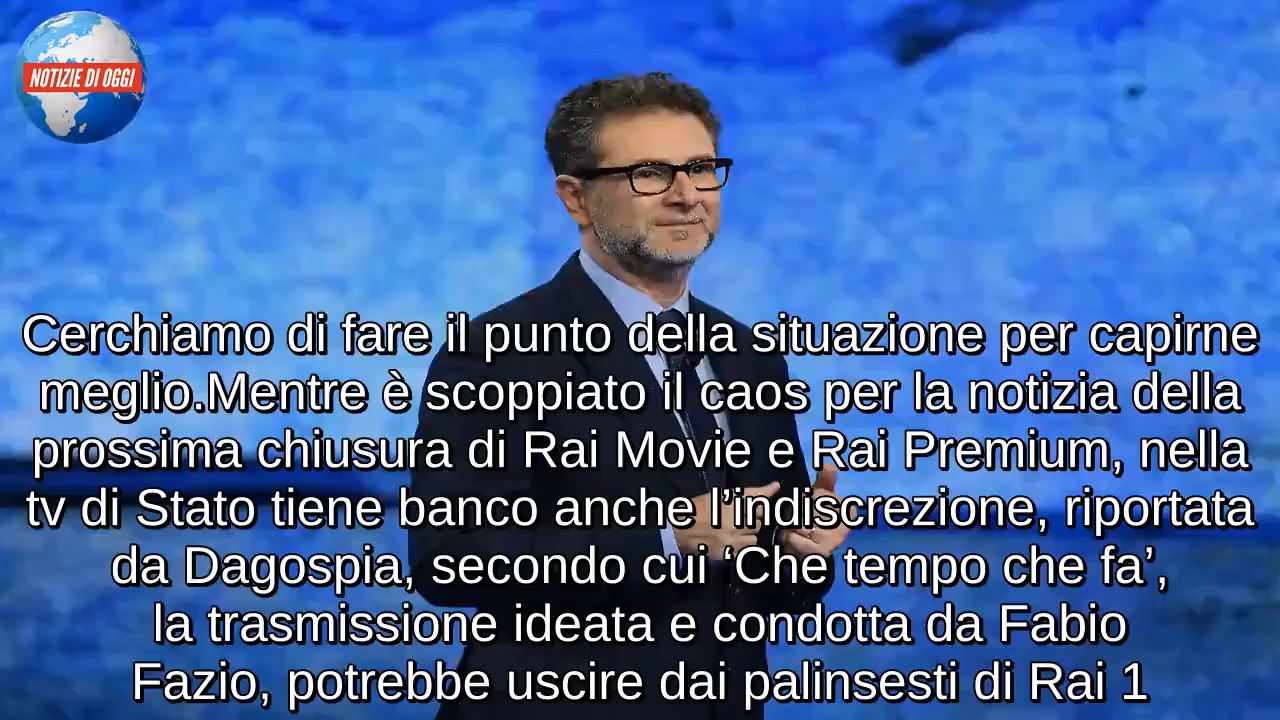 NOTIZIE DI OGGI
Cerchiamo di fare il punto della situazione per capirne
meglio.Mentre è scoppiato il caos per la notizia della
prossima chiusura di Rai Movie e Rai Premium, nella
tv di Stato tiene banco anche l’indiscrezione, riportata
da Dagospia, secondo cui ‘Che tempo che fa’,
la trasmissione ideata e condotta da Fabio
Fazio, potrebbe uscire dai palinsesti di Rai 1